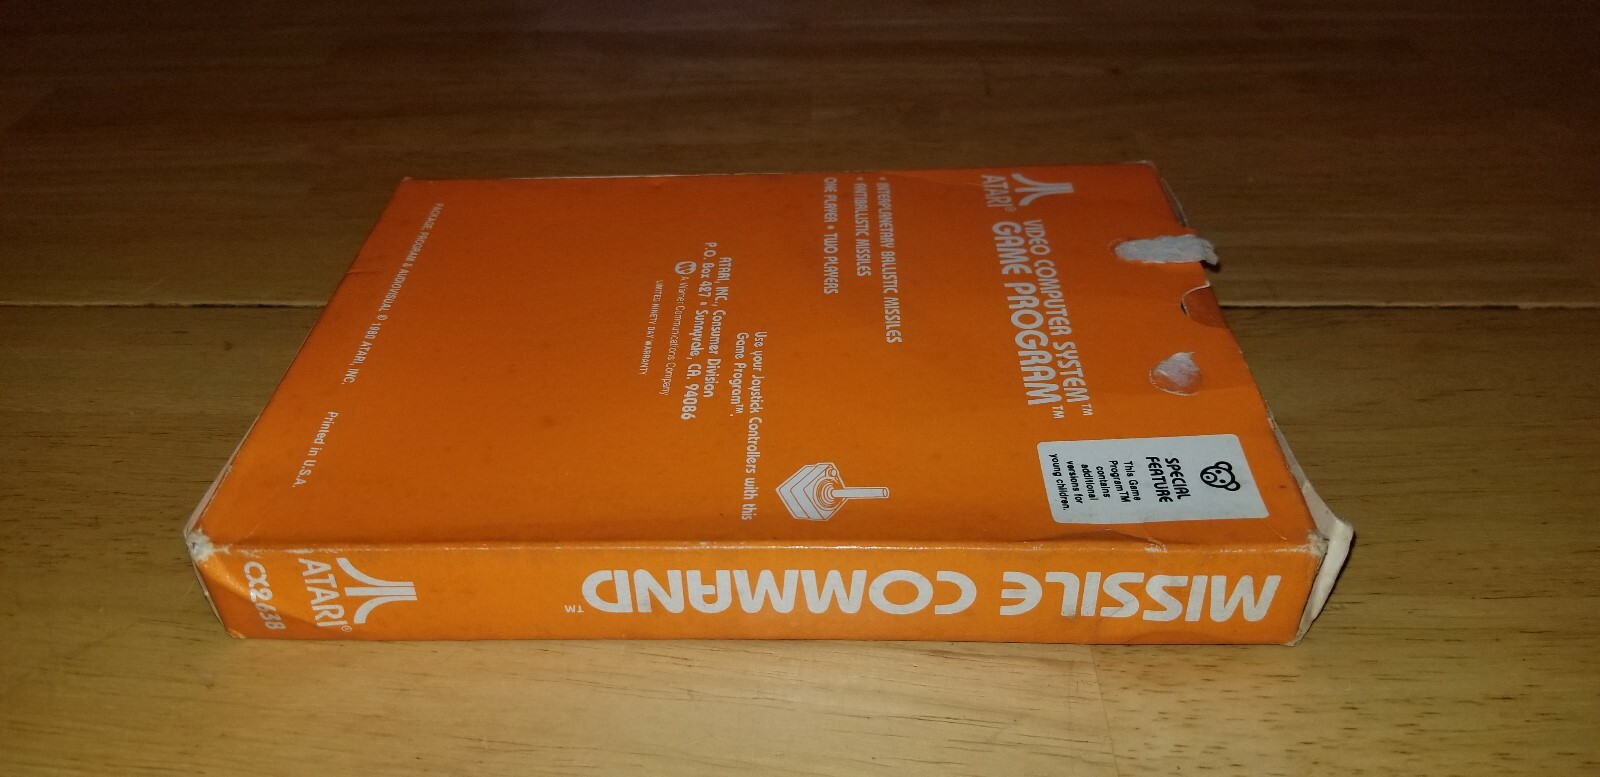 ATARI® VIDEO COMPUTER SYSTEM™
GAME PROGRAM™
• INTERPLANETARY BALLISTIC MISSILES
• ANTIBALLISTIC MISSILES
ONE PLAYER • TWO PLAYERS
SPECIAL
FEATURE
This Game
Program™
contains
additional
versions for
young children.
Use your Joystick Controllers with this
Game Program™.
ATARI, INC., Consumer Division
P.O. Box 427 • Sunnyvale, CA. 94086
A Warner Communications Company
LIMITED NINETY DAY WARRANTY
PACKAGE, PROGRAM & AUDIOVISUAL © 1980 ATARI, INC.
Printed in U.S.A.
MISSILE COMMAND™
ATARI®
CX2638